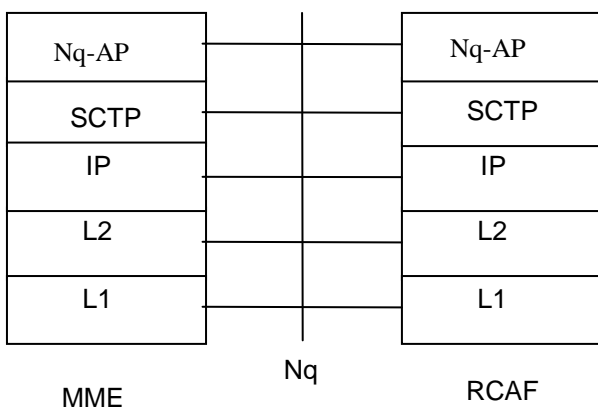 Nq-AP Nq-AP
SCTP SCTP
IP IP
L2 L2
L1 L1
Nq
MME RCAF